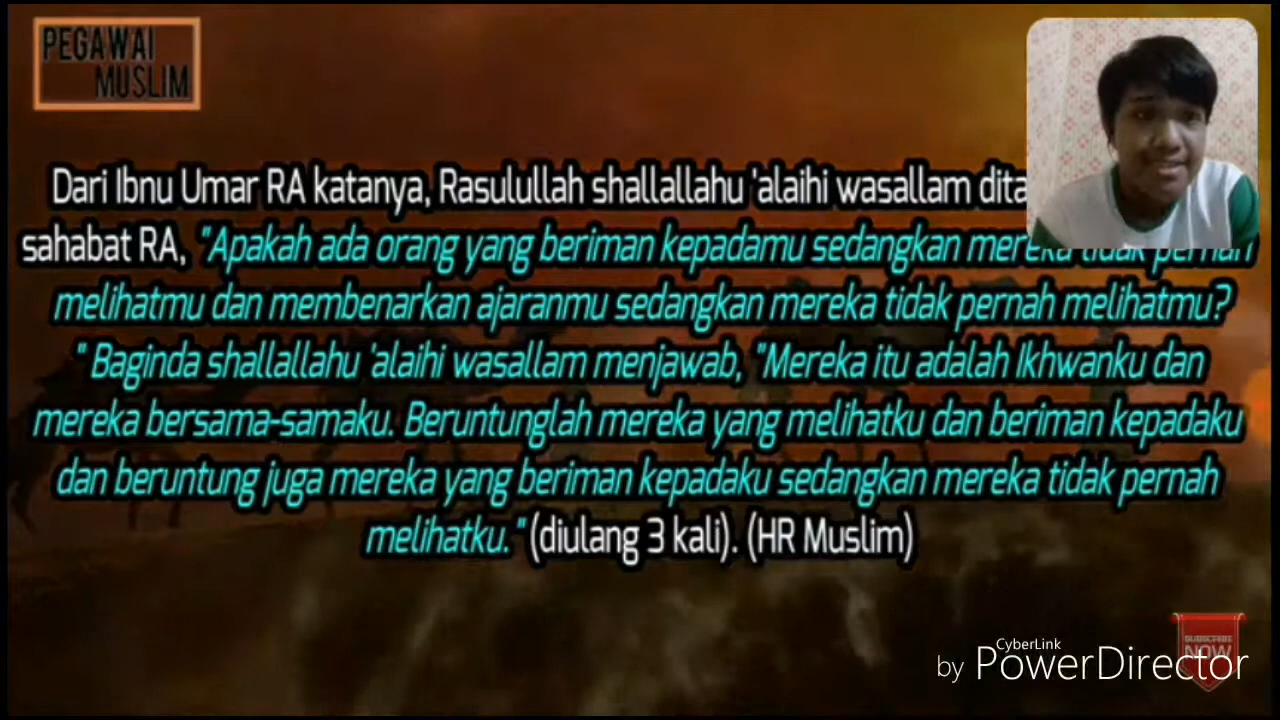 PEGAWAI
MUSLIM
Dari Ibnu Umar RA katanya, Rasulullah shallallahu 'alaihi wasallam
sahabat RA, "Apakah ada orang yang beriman kepadamu sedangkan mereka tidak pernah
melihatmu dan membenarkan ajaranmu sedangkan mereka tidak pernah melihatmu?
" Baginda shallallahu 'alaihi wasallam menjawab, "Mereka itu adalah Ikhwanku dan
mereka bersama-samaku. Beruntunglah mereka yang melihatku dan beriman kepadaku
dan beruntung juga mereka yang beriman kepadaku sedangkan mereka tidak pernah
melihatku." (diulang 3 kali). (HR Muslim)
SUBSCRIBE
NOW
CyberLink
by PowerDirector